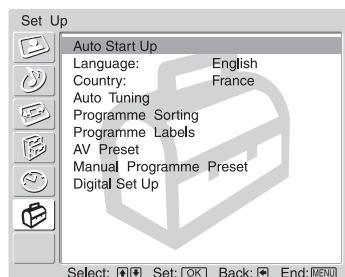 Set Up
Auto Start Up
Language: English
Country: France
Auto Tuning
Programme Sorting
Programme Labels
AV Preset
Manual Programme Preset
Digital Set Up
Select: Set: OK Back: End: MENU